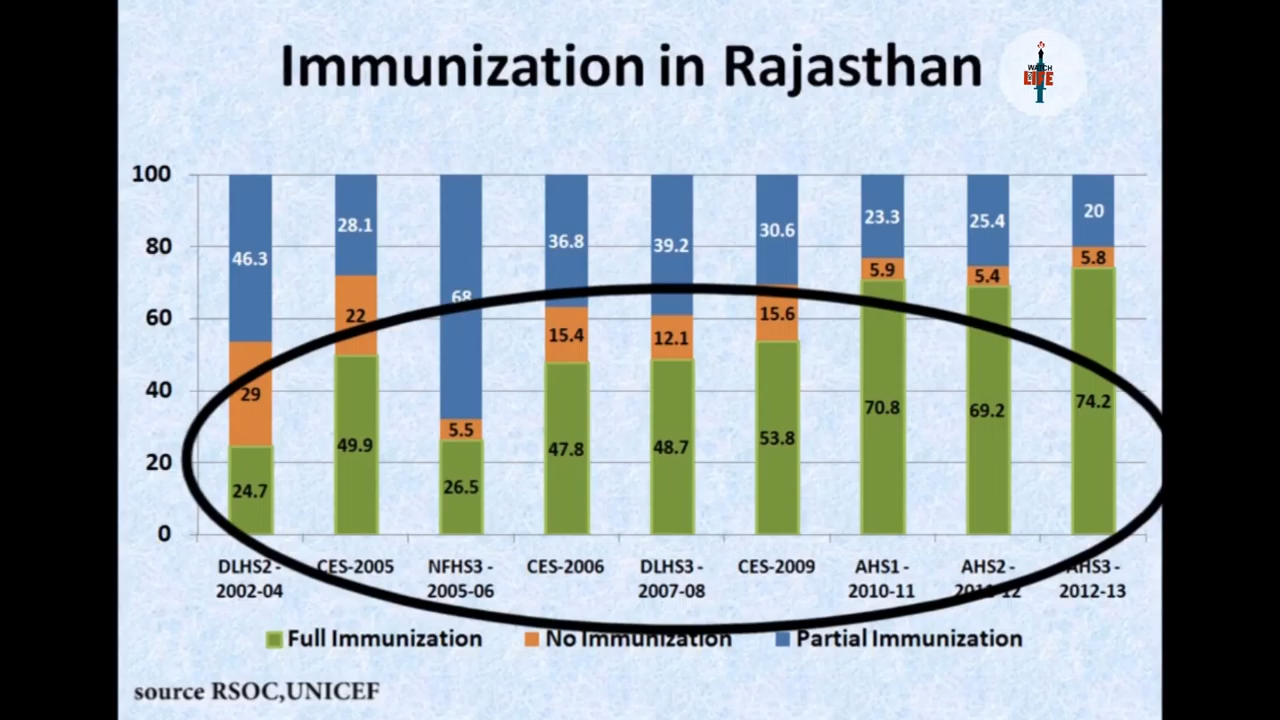 Immunization in Rajasthan
WATCH
LIFE
100
80
60
40
20
0
46.3
29
24.7
28.1
22
49.9
68
5.5
26.5
36.8
15.4
47.8
39.2
12.1
48.7
30.6
15.6
53.8
23.3
5.9
70.8
25.4
5.4
69.2
20
5.8
74.2
DLHS2 -
2002-04
CES-2005
NFHS3 -
2005-06
CES-2006
DLHS3 -
2007-08
CES-2009
AHS1 -
2010-11
AHS2 -
AHS3 -
2012-13
Full Immunization
No Immunization
Partial Immunization
source RSOC,UNICEF